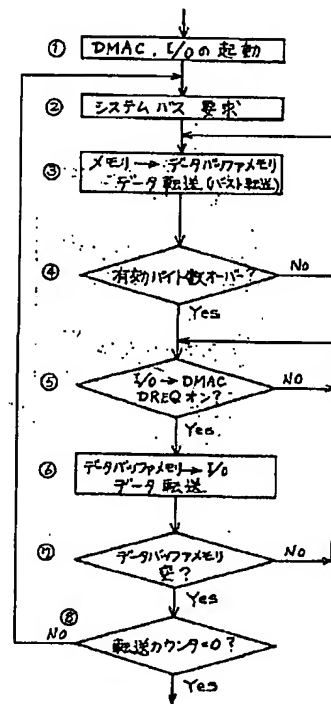 ① DMAC, I/Oの起動
② システムバス 要求
③ メモリ → データバッファメモリ
データ転送(バースト転送)
④ 有効バイト数オーバー? No
Yes
⑤ I/O → DMAC
DREQ オン? No
Yes
⑥ データバッファメモリ → I/O
データ転送
⑦ データバッファメモリ
空? No
Yes
⑧
No 転送カウンタ=0?
Yes